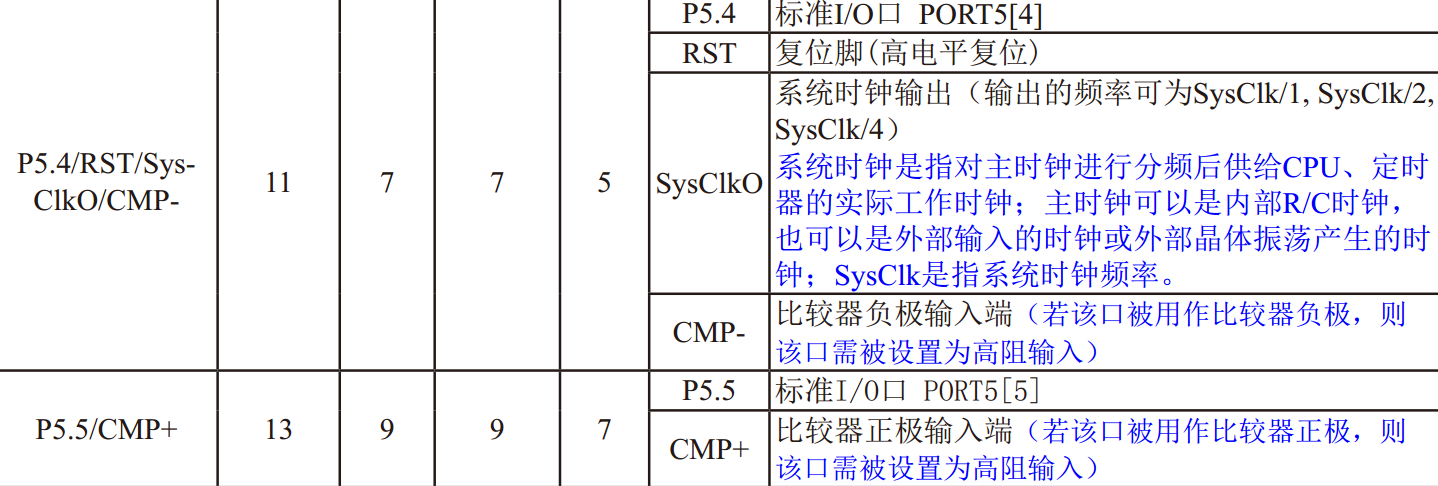 P5.4 标准I/O口 PORT5[4]
RST 复位脚(高电平复位)
P5.4/RST/Sys-
ClkO/CMP-
11 7 7 5
SysClkO
系统时钟输出（输出的频率可为SysClk/1, SysClk/2,
SysClk/4）
系统时钟是指对主时钟进行分频后供给CPU、定时
器的实际工作时钟；主时钟可以是内部R/C时钟，
也可以是外部输入的时钟或外部晶体振荡产生的时
钟；SysClk是指系统时钟频率。
CMP-
比较器负极输入端（若该口被用作比较器负极，则
该口需被设置为高阻输入）
P5.5/CMP+ 13 9 9 7
P5.5 标准I/O口 PORT5[5]
CMP+
比较器正极输入端（若该口被用作比较器正极，则
该口需被设置为高阻输入）